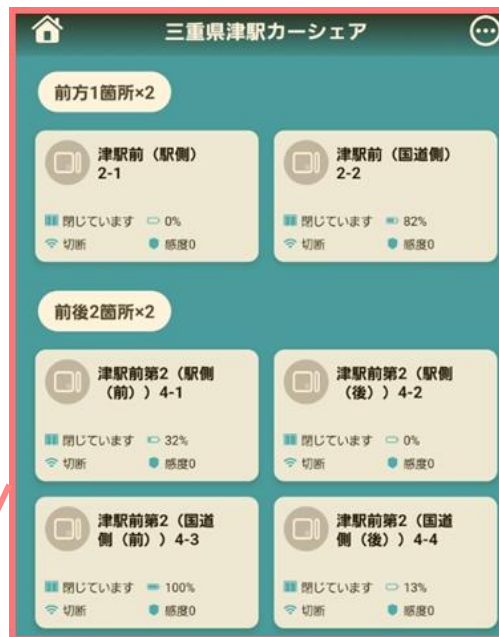 三重県津駅カーシェア
前方1箇所×2
津駅前（駅側）
2-1
閉じています 0%
切断 感度0
津駅前（国道側）
2-2
閉じています 82%
切断 感度0
前後2箇所×2
津駅前第2（駅側
（前））4-1
閉じています 32%
切断 感度0
津駅前第2（駅側
（後））4-2
閉じています 0%
切断 感度0
津駅前第2（国道
側（前））4-3
閉じています 100%
切断 感度0
津駅前第2（国道
側（後））4-4
閉じています 13%
切断 感度0